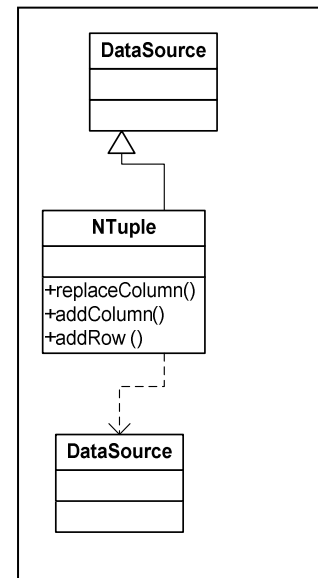 DataSource
NTuple
+replaceColumn()
+addColumn()
+addRow ()
DataSource